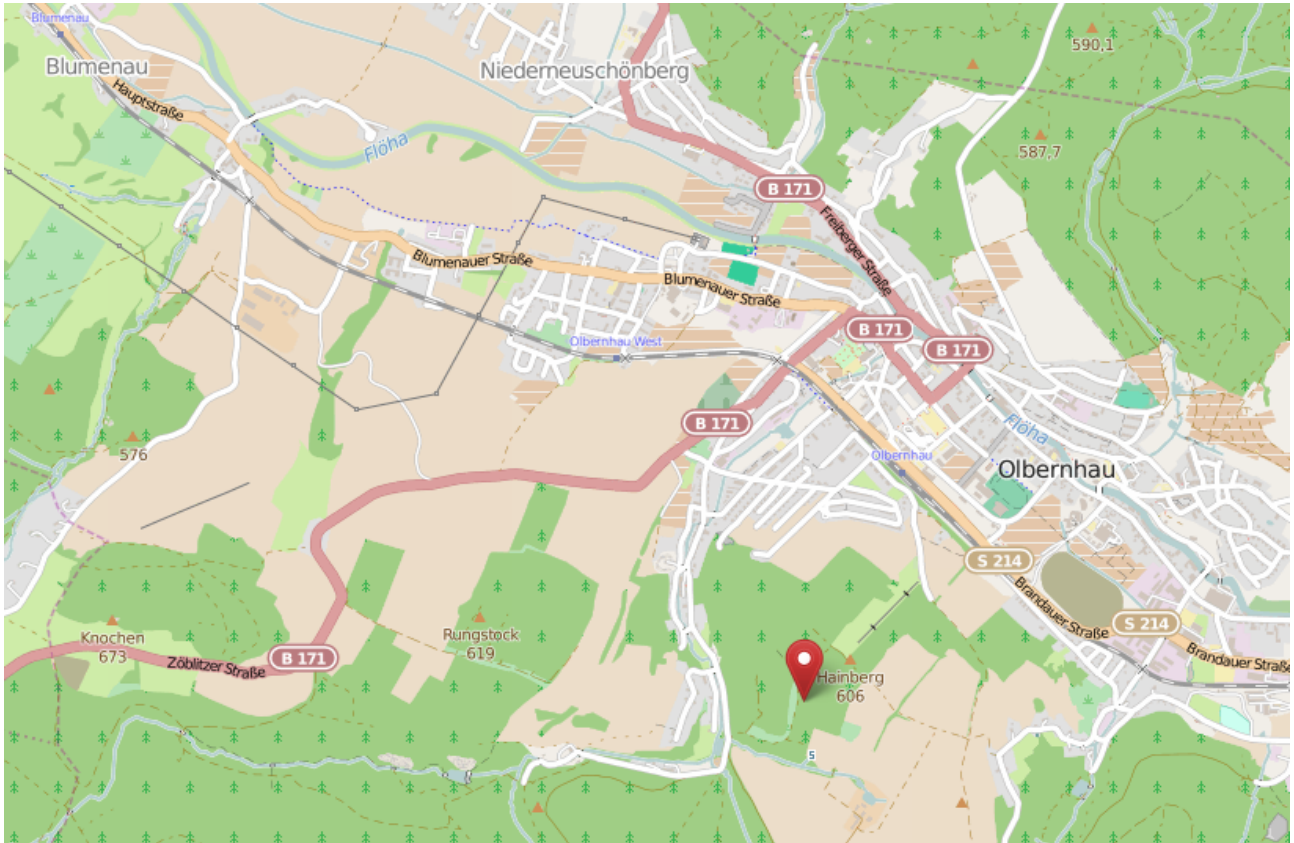 Blumenau
Blumenau
Hauptstraße
Niederneuschönberg
590,1
587,7
Flöha
B 171
Freiberger Straße
Blumenauer Straße
Blumenauer Straße
Olbernhau West
B 171
B 171
B 171
Flöha
576
Olbernhau
Olbernhau
S 214
Brandauer Straße
S 214
Brandauer Straße
Knochen
673
Rungstock
619
B 171
Zöblitzer Straße
Hainberg
606
S